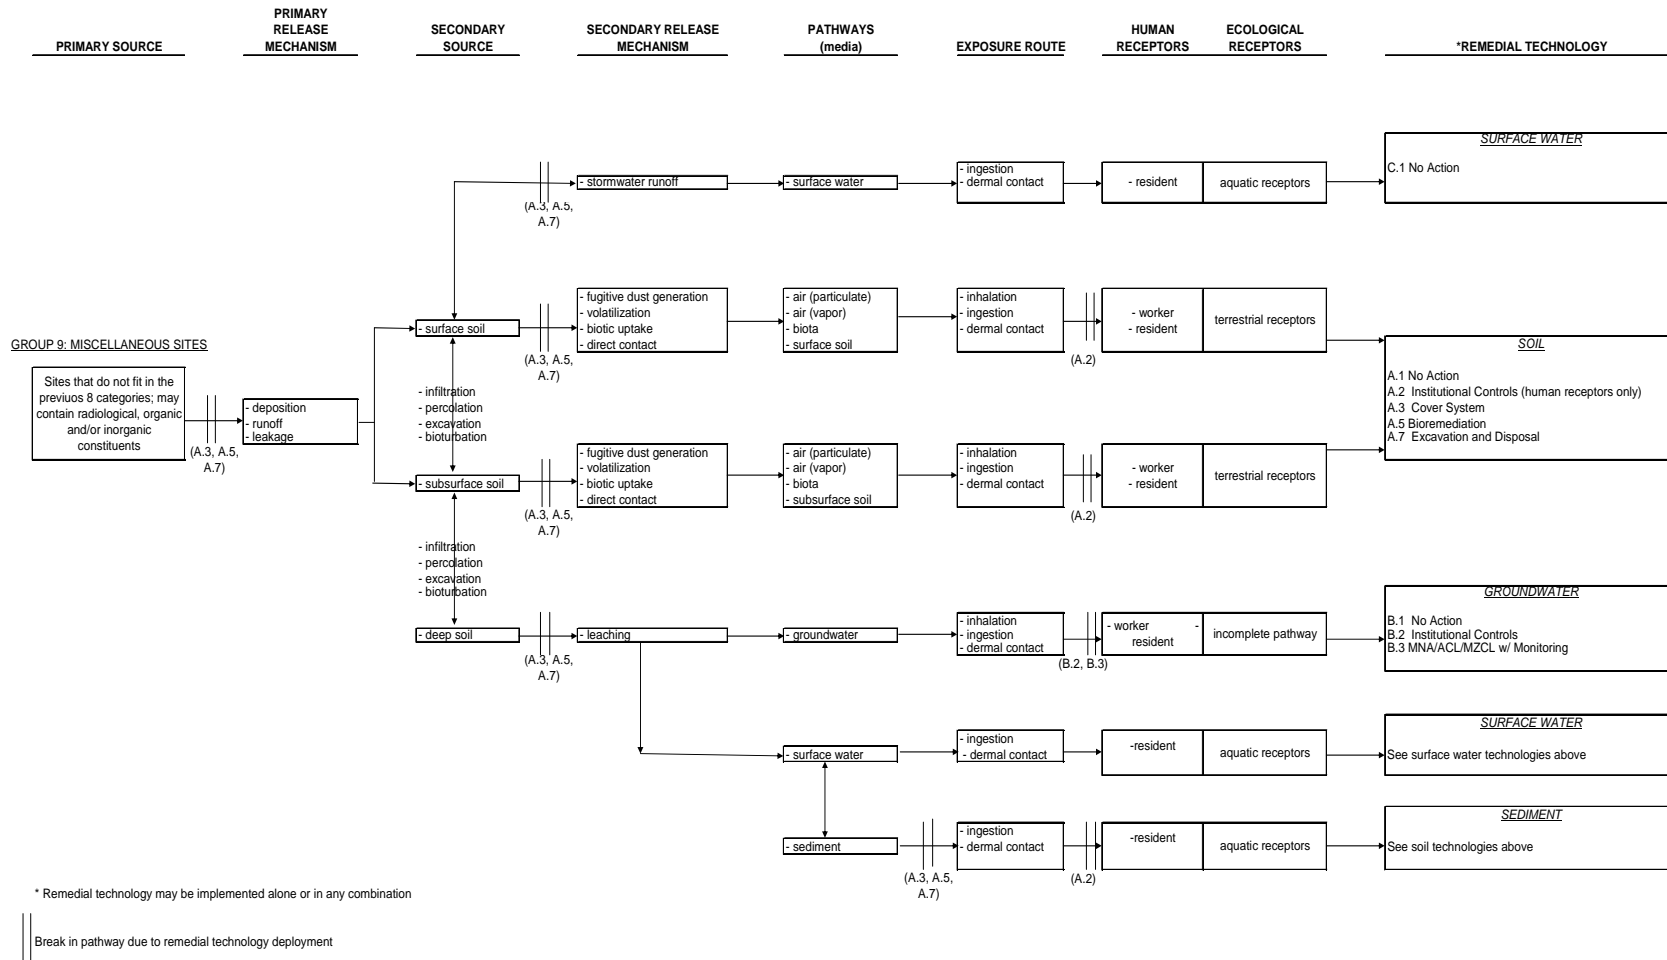 PRIMARY SOURCE
PRIMARY
RELEASE
MECHANISM
SECONDARY
SOURCE
SECONDARY RELEASE
MECHANISM
PATHWAYS
(media)
EXPOSURE ROUTE
HUMAN
RECEPTORS
ECOLOGICAL
RECEPTORS
*REMEDIAL TECHNOLOGY
(A.3, A.5,
A.7)
- stormwater runoff
- surface water
- ingestion
- dermal contact
- resident
aquatic receptors
SURFACE WATER
C.1 No Action
GROUP 9: MISCELLANEOUS SITES
Sites that do not fit in the
previuos 8 categories; may
contain radiological, organic
and/or inorganic
constituents
(A.3, A.5,
A.7)
- deposition
- runoff
- leakage
- surface soil
(A.3, A.5,
A.7)
- fugitive dust generation
- volatilization
- biotic uptake
- direct contact
- air (particulate)
- air (vapor)
- biota
- surface soil
- inhalation
- ingestion
- dermal contact
(A.2)
- worker
- resident
terrestrial receptors
- infiltration
- percolation
- excavation
- bioturbation
SOIL
A.1 No Action
A.2 Institutional Controls (human receptors only)
A.3 Cover System
A.5 Bioremediation
A.7 Excavation and Disposal
- subsurface soil
(A.3, A.5,
A.7)
- fugitive dust generation
- volatilization
- biotic uptake
- direct contact
- air (particulate)
- air (vapor)
- biota
- subsurface soil
- inhalation
- ingestion
- dermal contact
(A.2)
- worker
- resident
terrestrial receptors
- infiltration
- percolation
- excavation
- bioturbation
- deep soil
(A.3, A.5,
A.7)
- leaching
- groundwater
- inhalation
- ingestion
- dermal contact
(B.2, B.3)
- worker -
resident
incomplete pathway
GROUNDWATER
B.1 No Action
B.2 Institutional Controls
B.3 MNA/ACL/MZCL w/ Monitoring
- surface water
- ingestion
- dermal contact
-resident
aquatic receptors
SURFACE WATER
See surface water technologies above
- sediment
(A.3, A.5,
A.7)
- ingestion
- dermal contact
(A.2)
-resident
aquatic receptors
SEDIMENT
See soil technologies above
* Remedial technology may be implemented alone or in any combination
Break in pathway due to remedial technology deployment